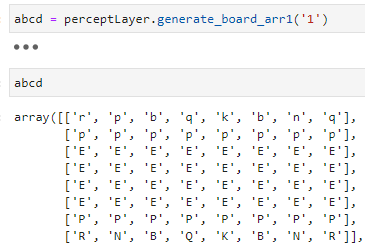 abcd = perceptLayer.generate_board_arr1('1')
•••
abcd
array([['r', 'p', 'b', 'q', 'k', 'b', 'n', 'q'],
['p', 'p', 'p', 'p', 'p', 'p', 'p', 'p'],
['E', 'E', 'E', 'E', 'E', 'E', 'E', 'E'],
['E', 'E', 'E', 'E', 'E', 'E', 'E', 'E'],
['E', 'E', 'E', 'E', 'E', 'E', 'E', 'E'],
['E', 'E', 'E', 'E', 'E', 'E', 'E', 'E'],
['P', 'P', 'P', 'P', 'P', 'P', 'P', 'P'],
['R', 'N', 'B', 'Q', 'K', 'B', 'N', 'R']],